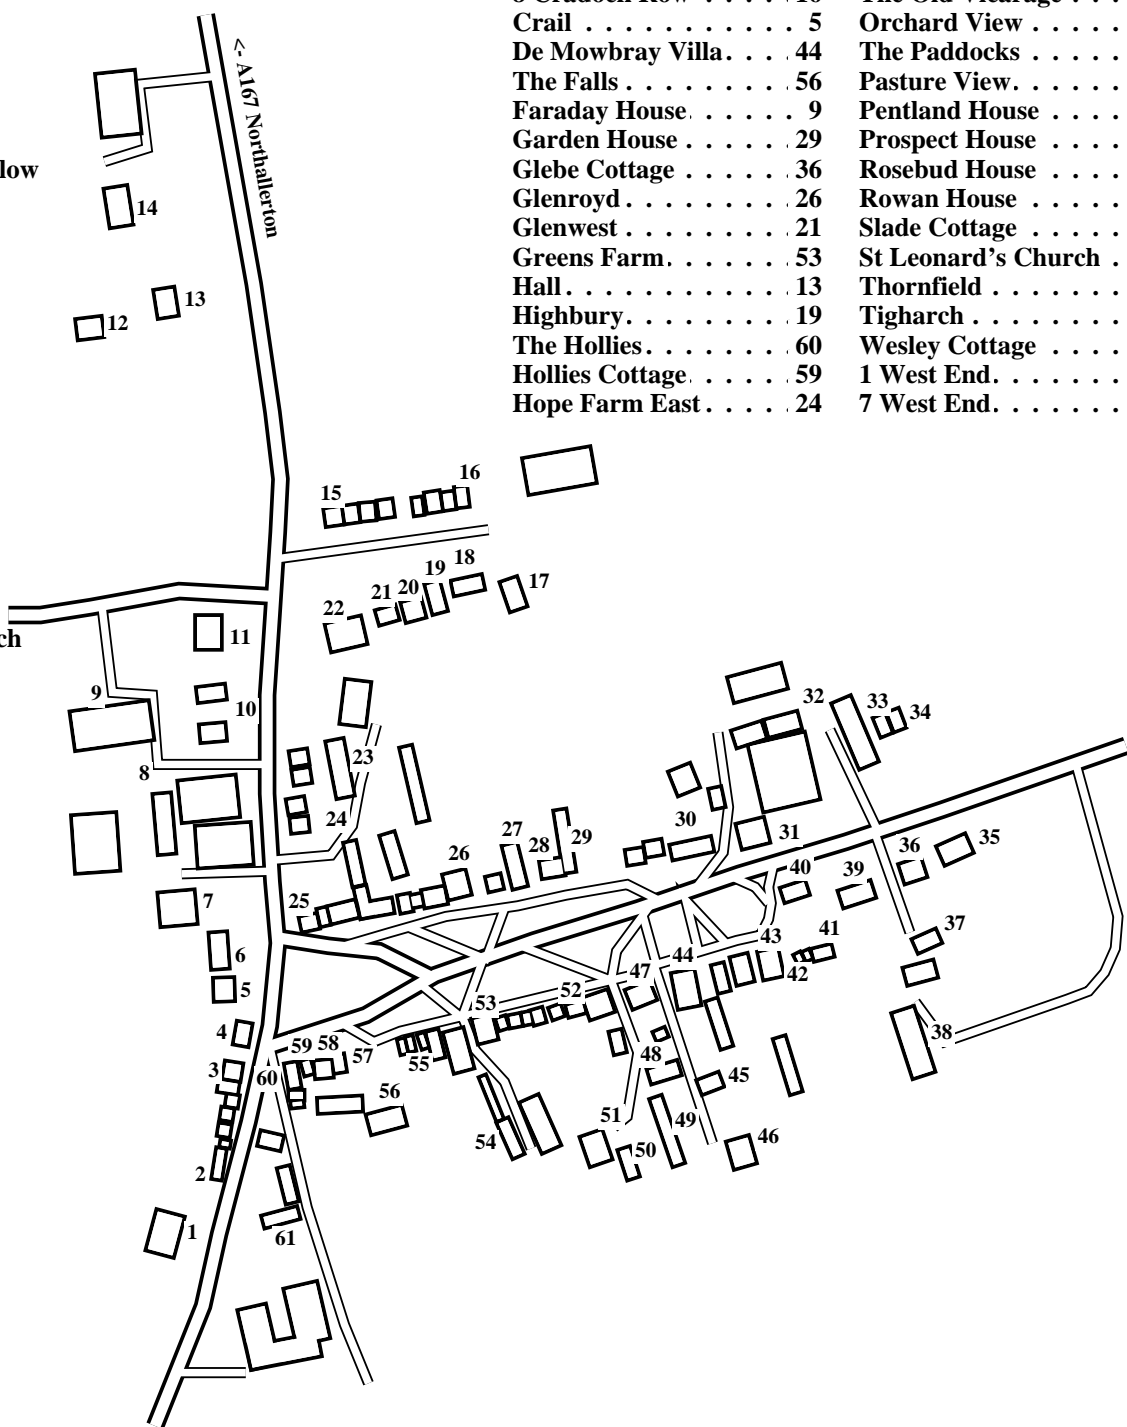 Crail . . . . . . . . . . . . 5
De Mowbray Villa. . . . 44
The Falls . . . . . . . . . 56
Faraday House. . . . . . 9
Garden House . . . . . . 29
Glebe Cottage . . . . . . 36
Glenroyd . . . . . . . . . 26
Glenwest . . . . . . . . . 21
Greens Farm. . . . . . . 53
Hall . . . . . . . . . . . . 13
Highbury. . . . . . . . . 19
The Hollies . . . . . . . . 60
Hollies Cottage. . . . . . 59
Hope Farm East . . . . . 24
Orchard View . . . . .
The Paddocks . . . . .
Pasture View. . . . . .
Pentland House . . . .
Prospect House . . . .
Rosebud House . . . .
Rowan House . . . . .
Slade Cottage . . . . .
St Leonard's Church .
Thornfield . . . . . . .
Tigharch . . . . . . . .
Wesley Cottage . . . .
1 West End. . . . . . .
7 West End. . . . . . .
<- A167 Northallerton
low
14
13
12
16
15
18
17
19
20
21
22
11
ch
9
10
8
23
24
32
33
34
30
31
27
28
29
26
25
7
36
35
40
39
6
5
43
41
42
37
44
47
52
53
4
3
59
58
57
55
60
48
38
45
56
51
49
54
50
46
2
1
61